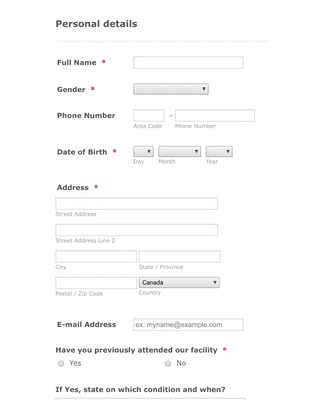 Personal details
Full Name *
Gender *
Phone Number -
Area Code Phone Number
Date of Birth *
Day Month Year
Address *
Street Address
Street Address Line 2
City State / Province
Canada
Postal / Zip Code Country
E-mail Address ex: myname@example.com
Have you previously attended our facility *
Yes No
If Yes, state on which condition and when?